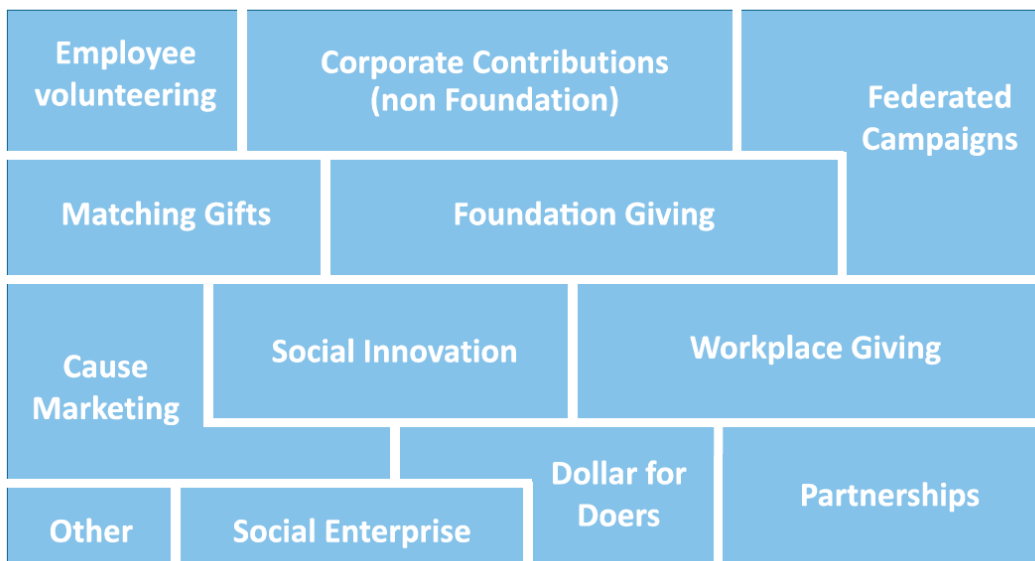 Employee
volunteering
Corporate Contributions
(non Foundation)
Federated
Campaigns
Matching Gifts
Foundation Giving
Cause
Marketing
Social Innovation
Workplace Giving
Dollar for
Doers
Partnerships
Other
Social Enterprise